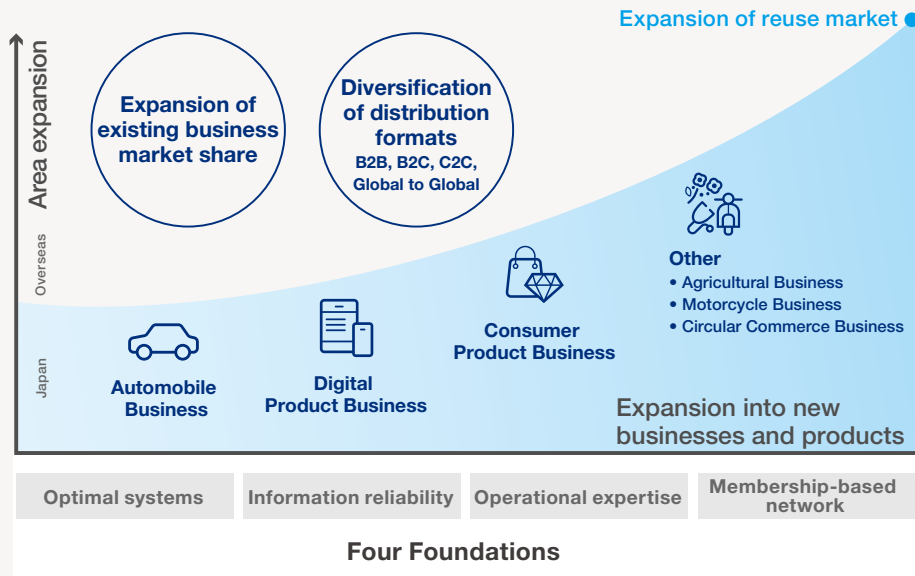 Expansion of reuse market
Area expansion
Overseas
Japan
Expansion of
existing business
market share
Diversification
of distribution
formats
B2B, B2C, C2C,
Global to Global
Automobile
Business
Digital
Product Business
Consumer
Product Business
Other
• Agricultural Business
• Motorcycle Business
• Circular Commerce Business
Expansion into new
businesses and products
Optimal systems
Information reliability
Operational expertise
Membership-based
network
Four Foundations